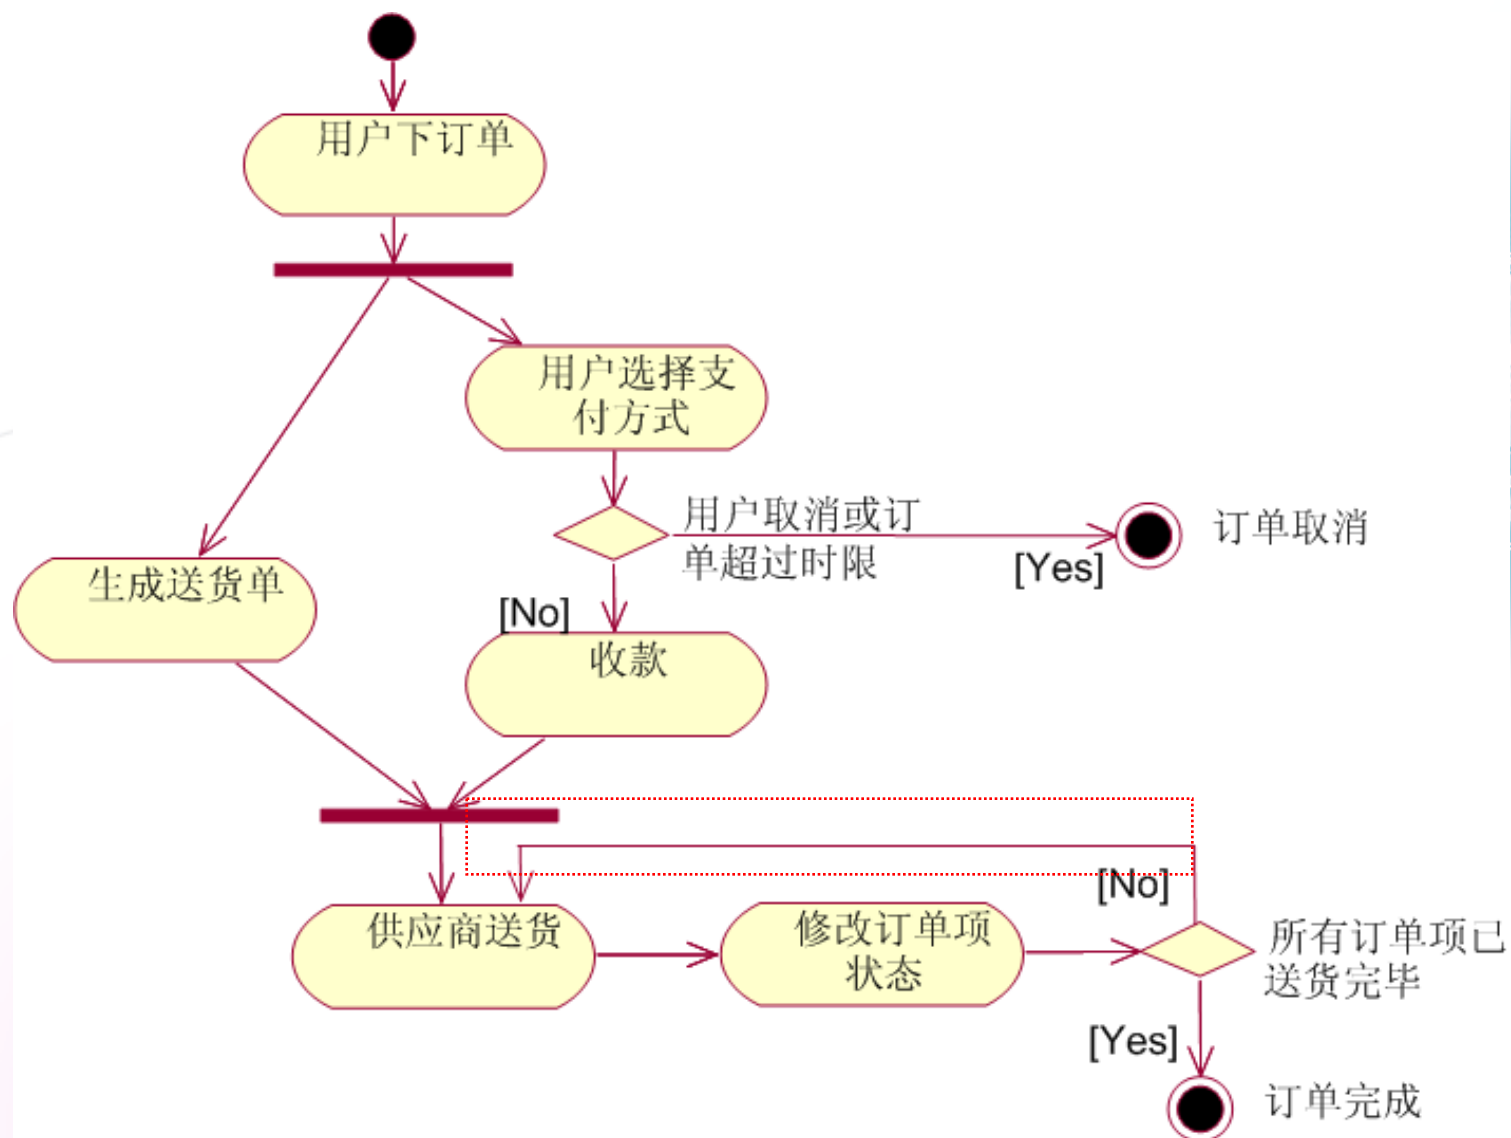 用户下订单
用户选择支
付方式
用户取消或订
单超过时限
[Yes]
订单取消
生成送货单
[No]
收款
[No]
供应商送货
修改订单项
状态
所有订单项已
送货完毕
[Yes]
订单完成